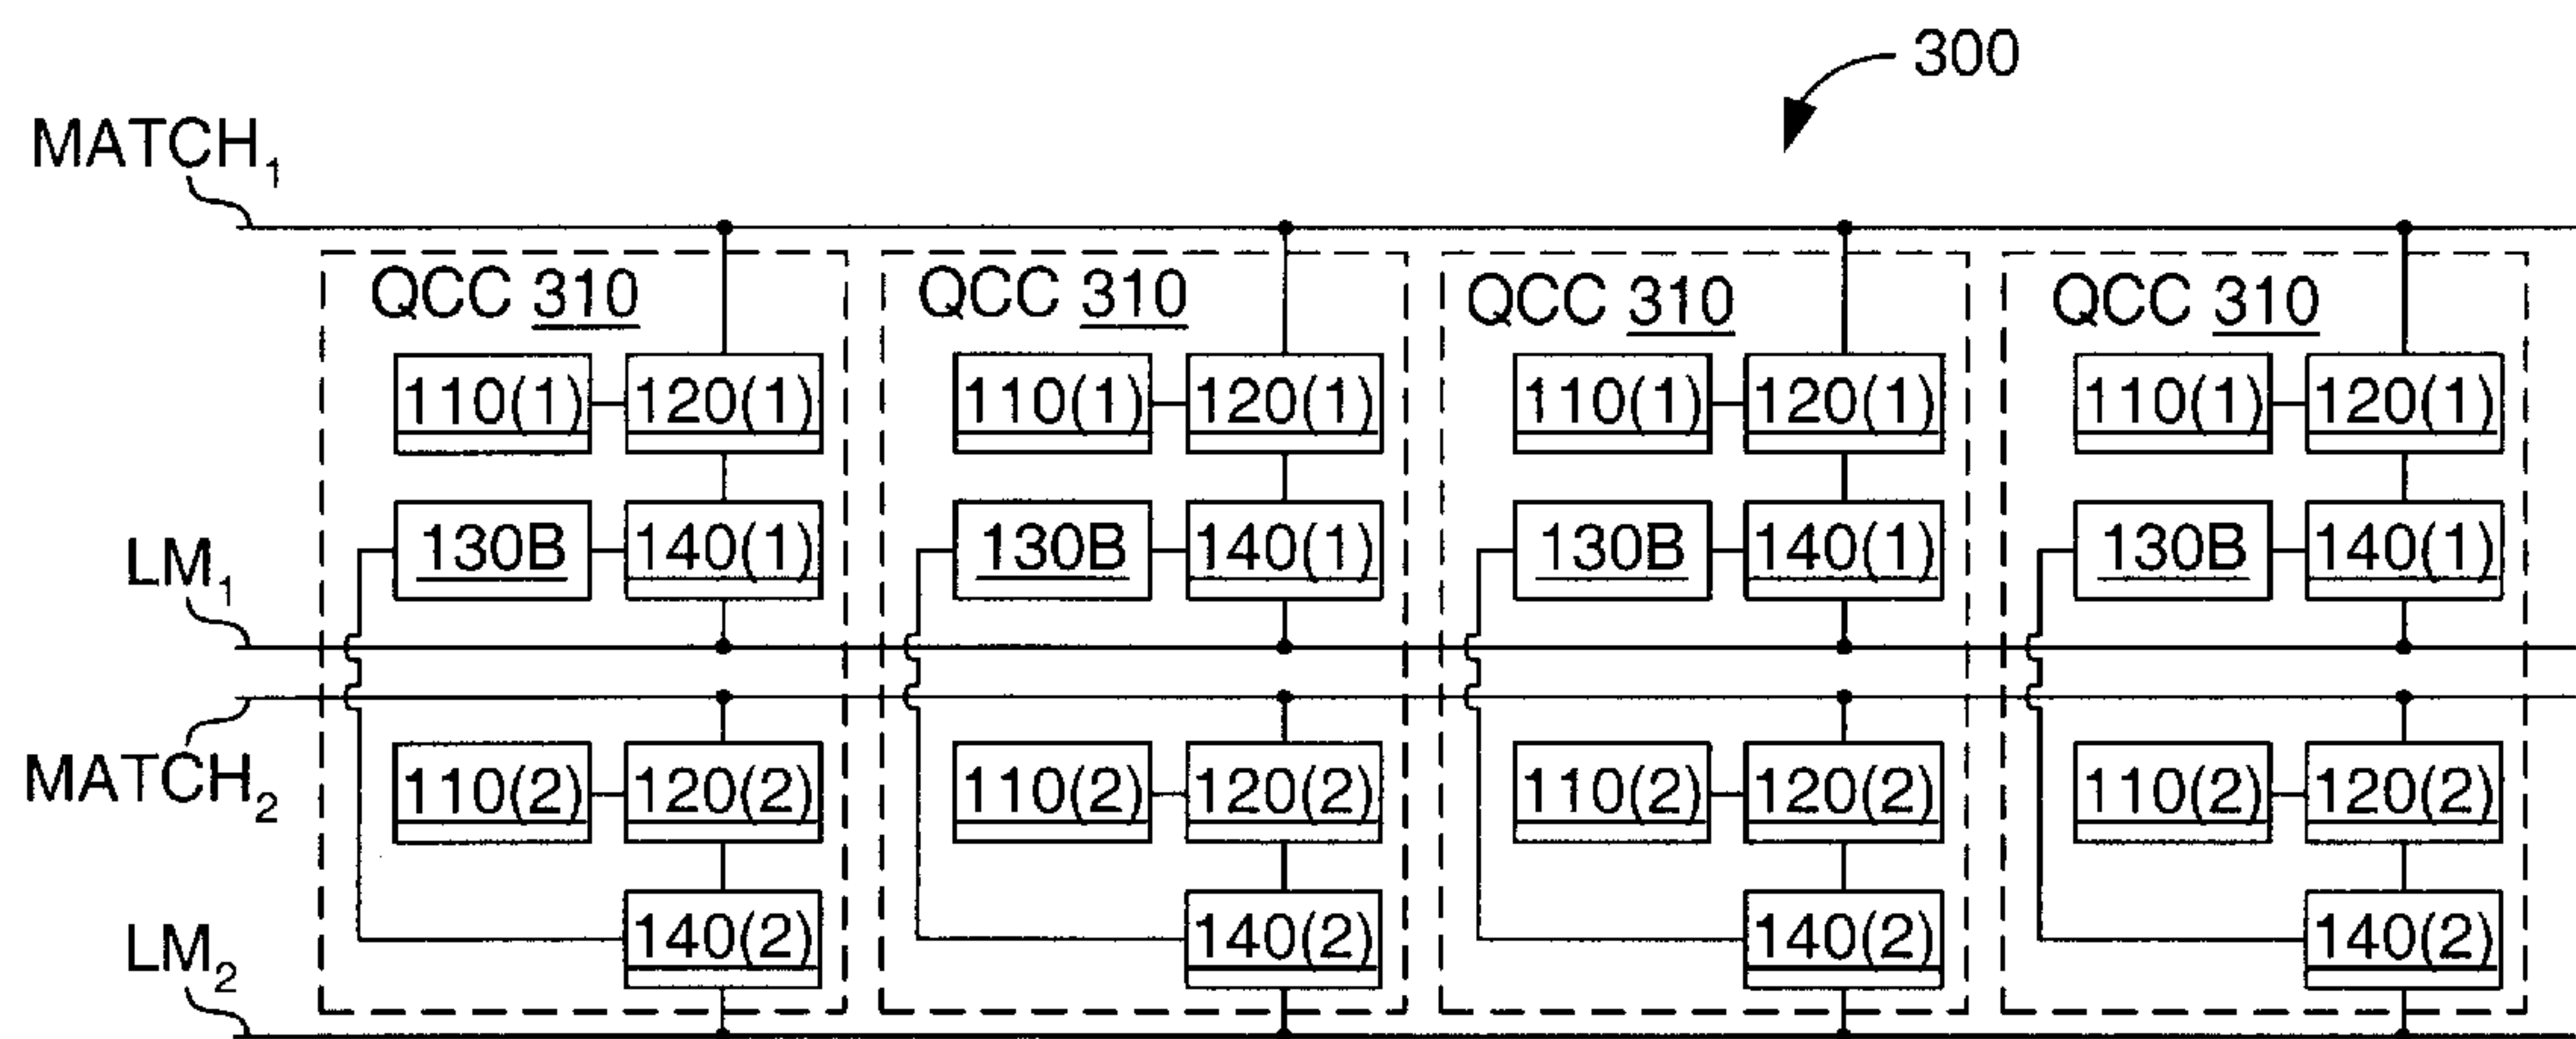 300
MATCH1
QCC 310 QCC 310 QCC 310 QCC 310
110(1) 120(1) 110(1) 120(1) 110(1) 120(1) 110(1) 120(1)
130B 140(1) 130B 140(1) 130B 140(1) 130B 140(1)
LM1
MATCH2
110(2) 120(2) 110(2) 120(2) 110(2) 120(2) 110(2) 120(2)
140(2) 140(2) 140(2) 140(2)
LM2